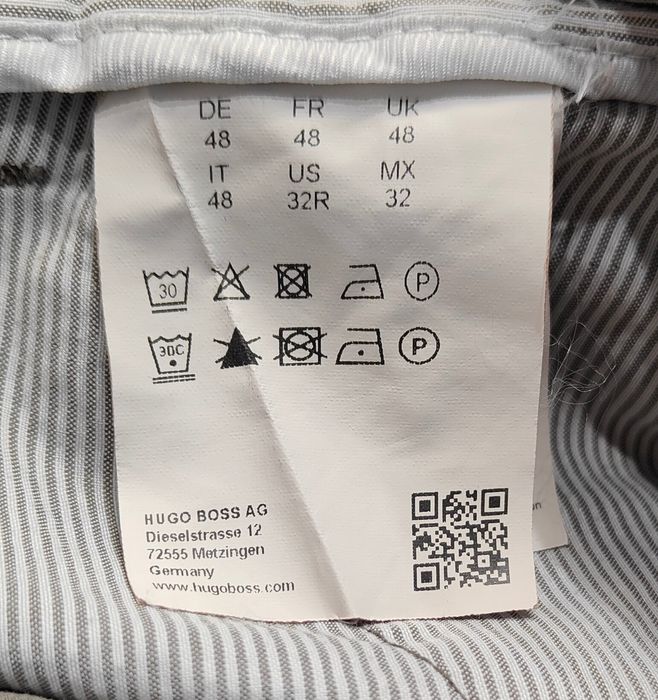 DE FR UK
48 48 48
IT US MX
48 32R 32
30 P
30C P
HUGO BOSS AG
Dieselstrasse 12
72555 Metzingen
Germany
www.hugoboss.com